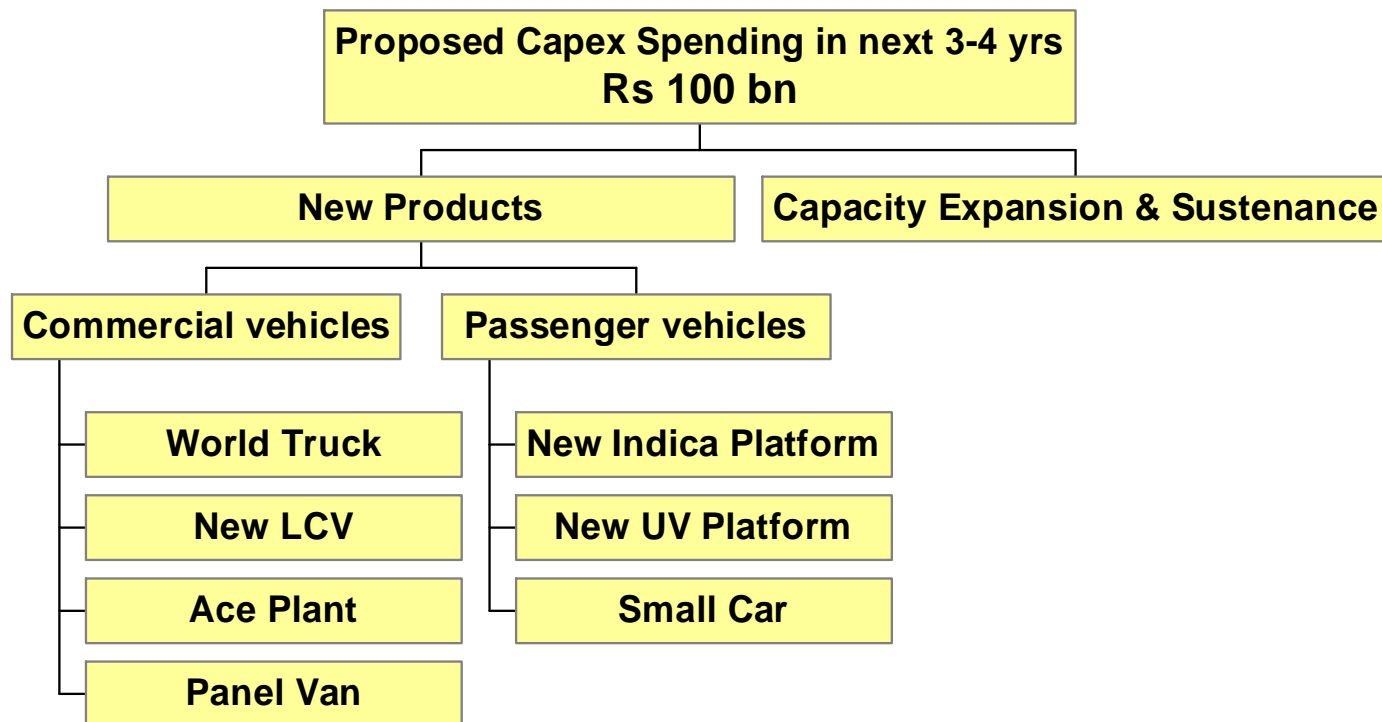 Proposed Capex Spending in next 3-4 yrs
Rs 100 bn
New Products
Capacity Expansion & Sustenance
Commercial vehicles
Passenger vehicles
World Truck
New LCV
Ace Plant
Panel Van
New Indica Platform
New UV Platform
Small Car